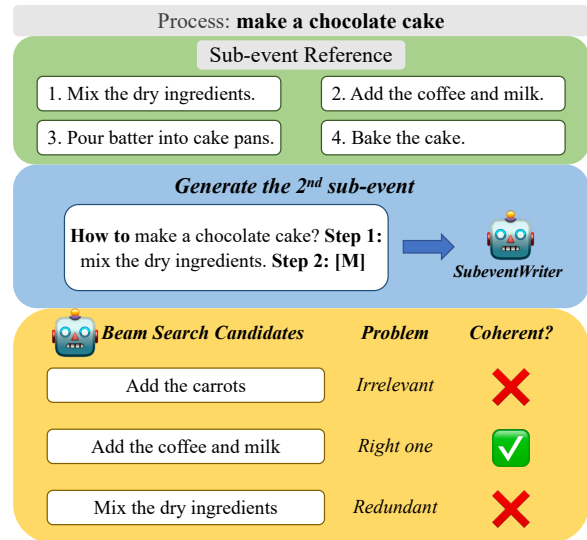 Process: make a chocolate cake
Sub-event Reference
1. Mix the dry ingredients.
2. Add the coffee and milk.
3. Pour batter into cake pans.
4. Bake the cake.
Generate the 2nd sub-event
How to make a chocolate cake? Step 1:
mix the dry ingredients. Step 2: [M]
SubeventWriter
Beam Search Candidates Problem Coherent?
Add the carrots Irrelevant
Add the coffee and milk Right one
Mix the dry ingredients Redundant